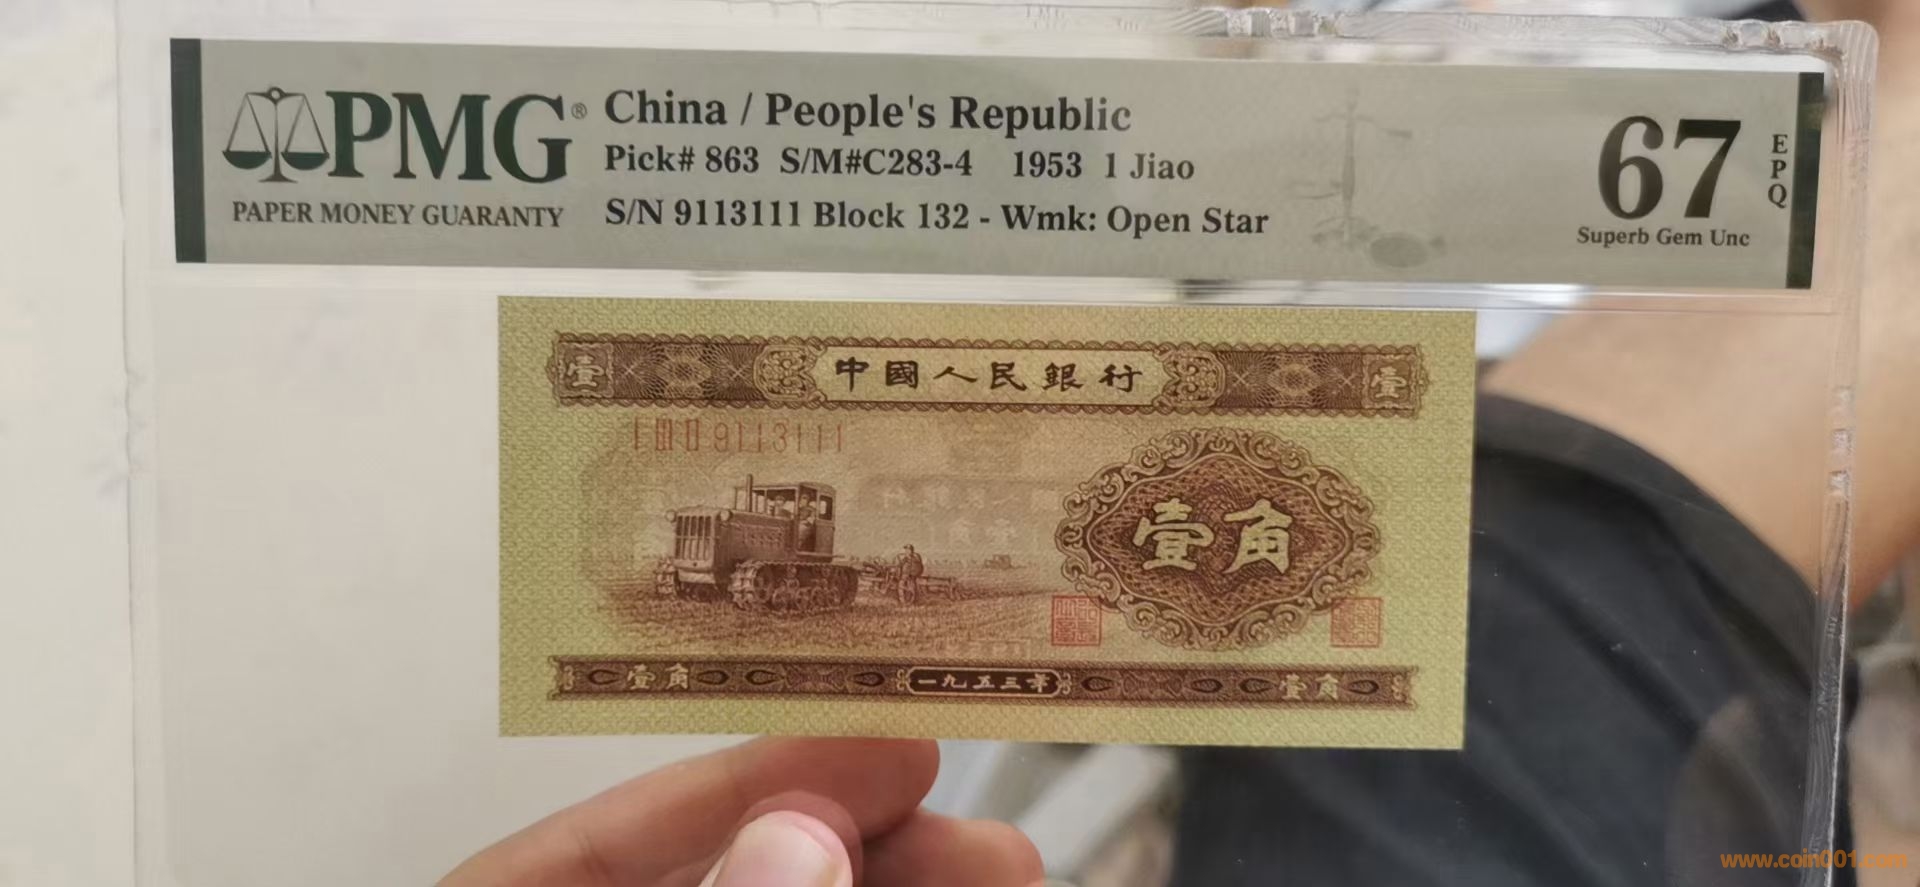 PMG®
PAPER MONEY GUARANTY
China / People's Republic
Pick# 863 S/M#C283-4 1953 1 Jiao
S/N 9113111 Block 132 - Wmk: Open Star
67
EPQ
Superb Gem Unc
壹 中國人民銀行 壹
I III II 9113111
壹角
壹角 一九五三年 壹角
www.coin001.com